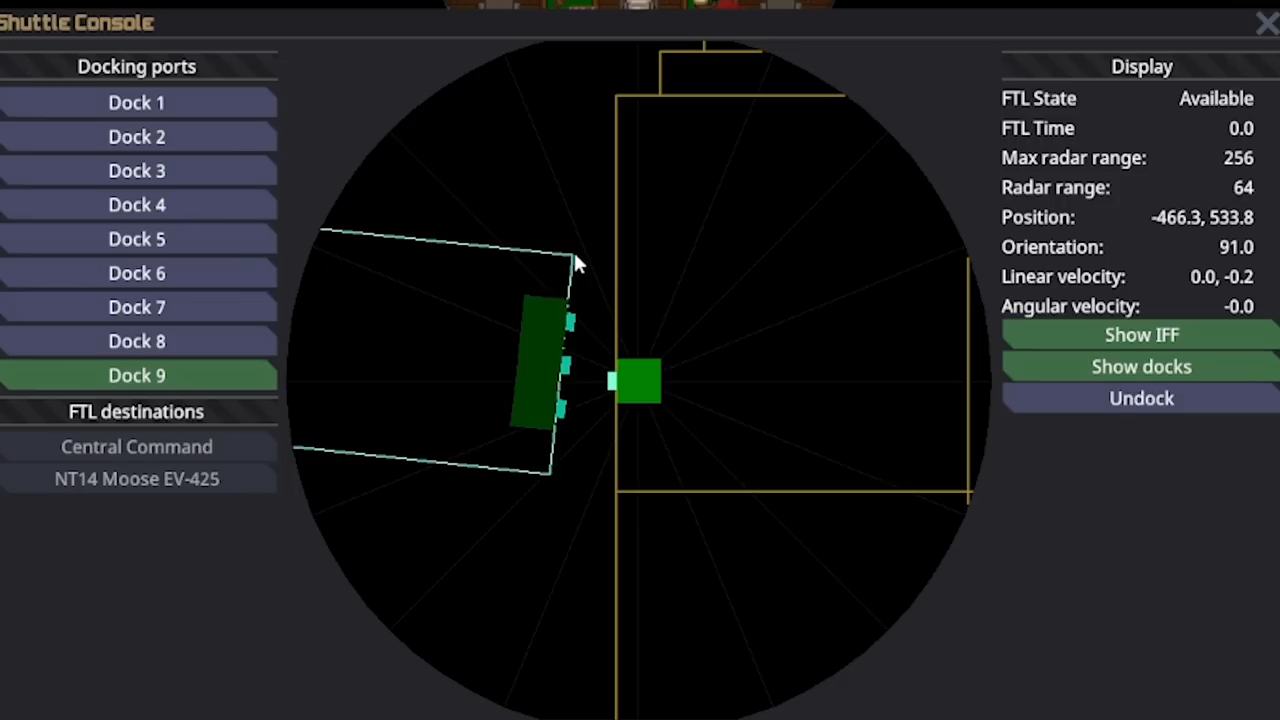 Shuttle Console
Docking ports
Dock 1
Dock 2
Dock 3
Dock 4
Dock 5
Dock 6
Dock 7
Dock 8
Dock 9
FTL destinations
Central Command
NT14 Moose EV-425
Display
FTL State Available
FTL Time 0.0
Max radar range: 256
Radar range: 64
Position: -466.3, 533.8
Orientation: 91.0
Linear velocity: 0.0, -0.2
Angular velocity: -0.0
Show IFF
Show docks
Undock